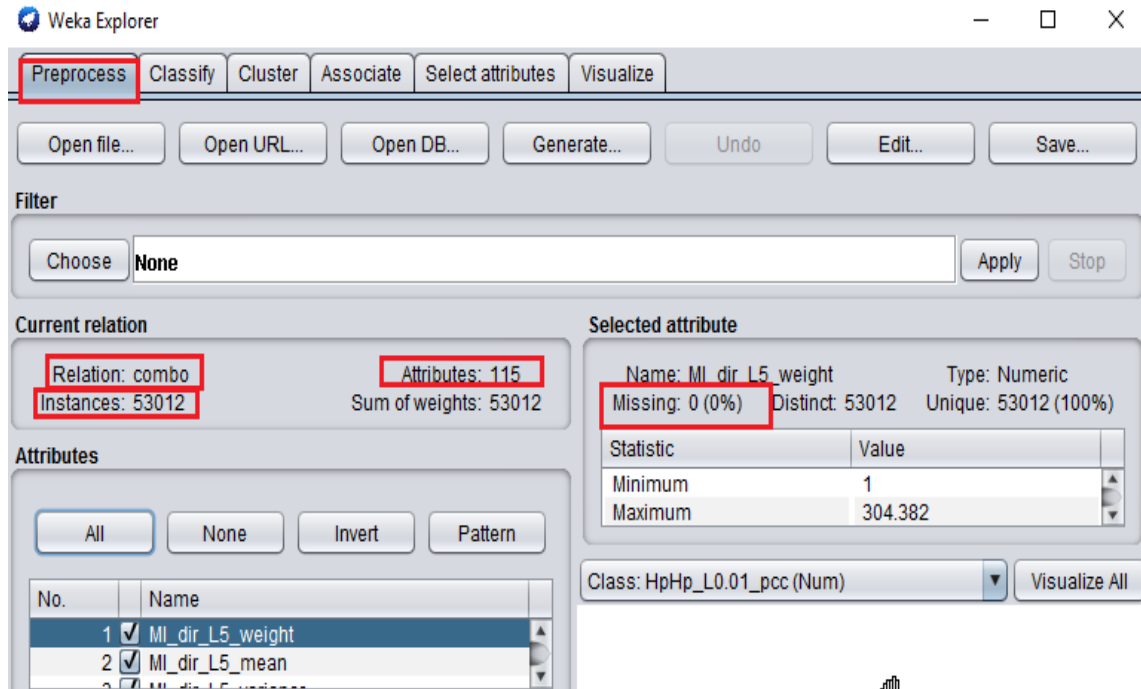 Weka Explorer
Preprocess Classify Cluster Associate Select attributes Visualize
Open file... Open URL... Open DB... Generate... Undo Edit... Save...
Filter
Choose None Apply Stop
Current relation
Relation: combo Attributes: 115
Instances: 53012 Sum of weights: 53012
Selected attribute
Name: MI_dir_L5_weight Type: Numeric
Missing: 0 (0%) Distinct: 53012 Unique: 53012 (100%)
Statistic Value
Minimum 1
Maximum 304.382
Attributes
All None Invert Pattern
No. Name
1 MI_dir_L5_weight
2 MI_dir_L5_mean
3 MI_dir_L5_variance
Class: HpHp_L0.01_pcc (Num) Visualize All